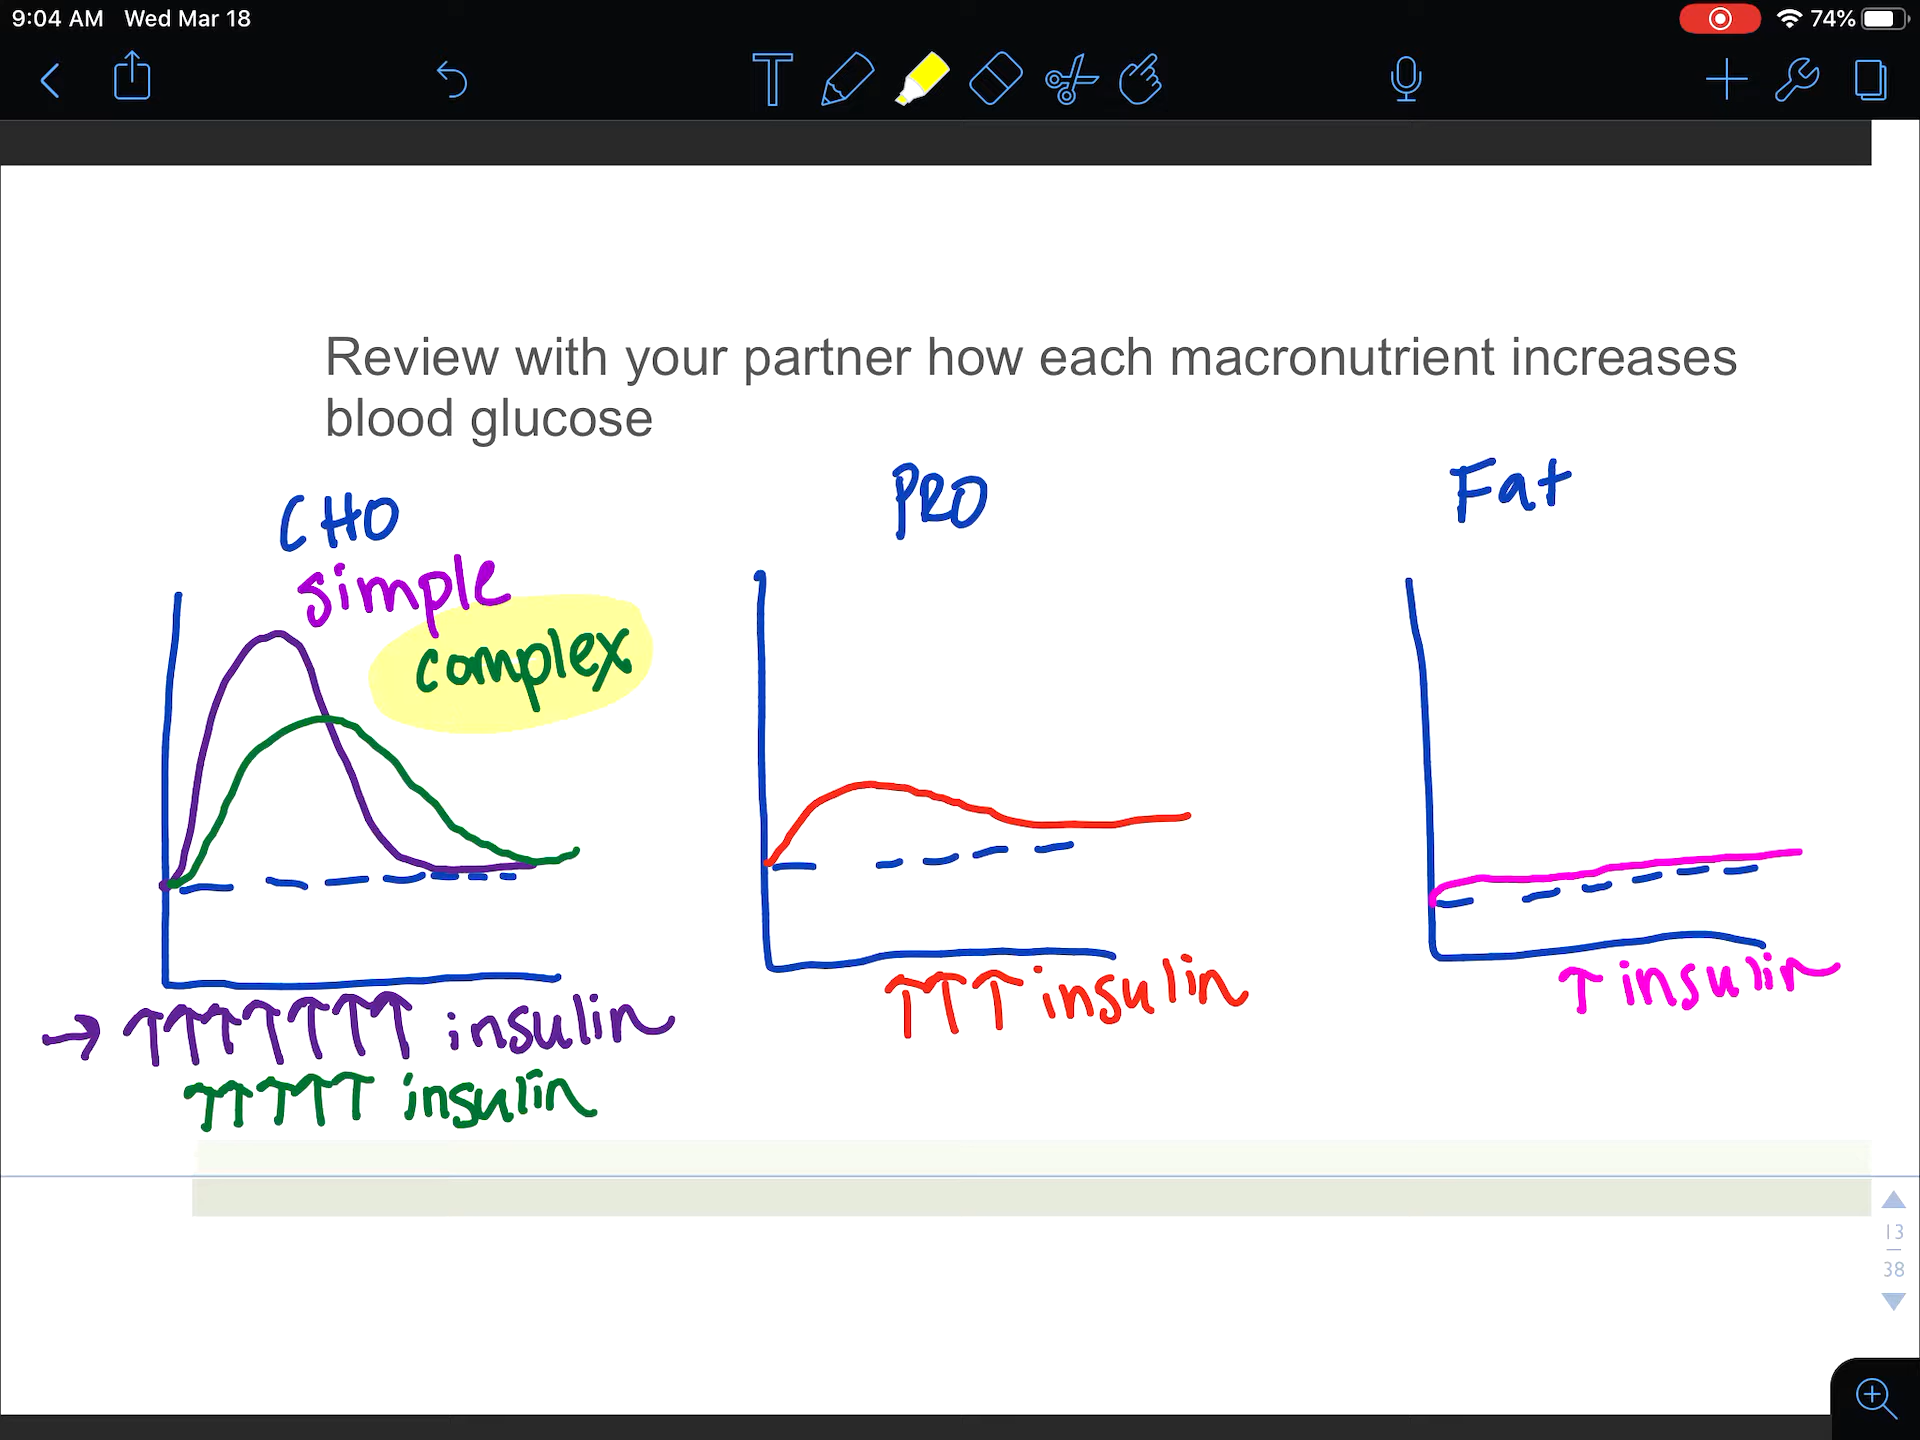 9:04 AM Wed Mar 18
74%
T
Review with your partner how each macronutrient increases
blood glucose
CHO
PRO
Fat
simple
complex
→ ↑↑↑↑↑↑↑ insulin
↑↑↑↑↑ insulin
↑↑↑ insulin
↑ insulin
13
38